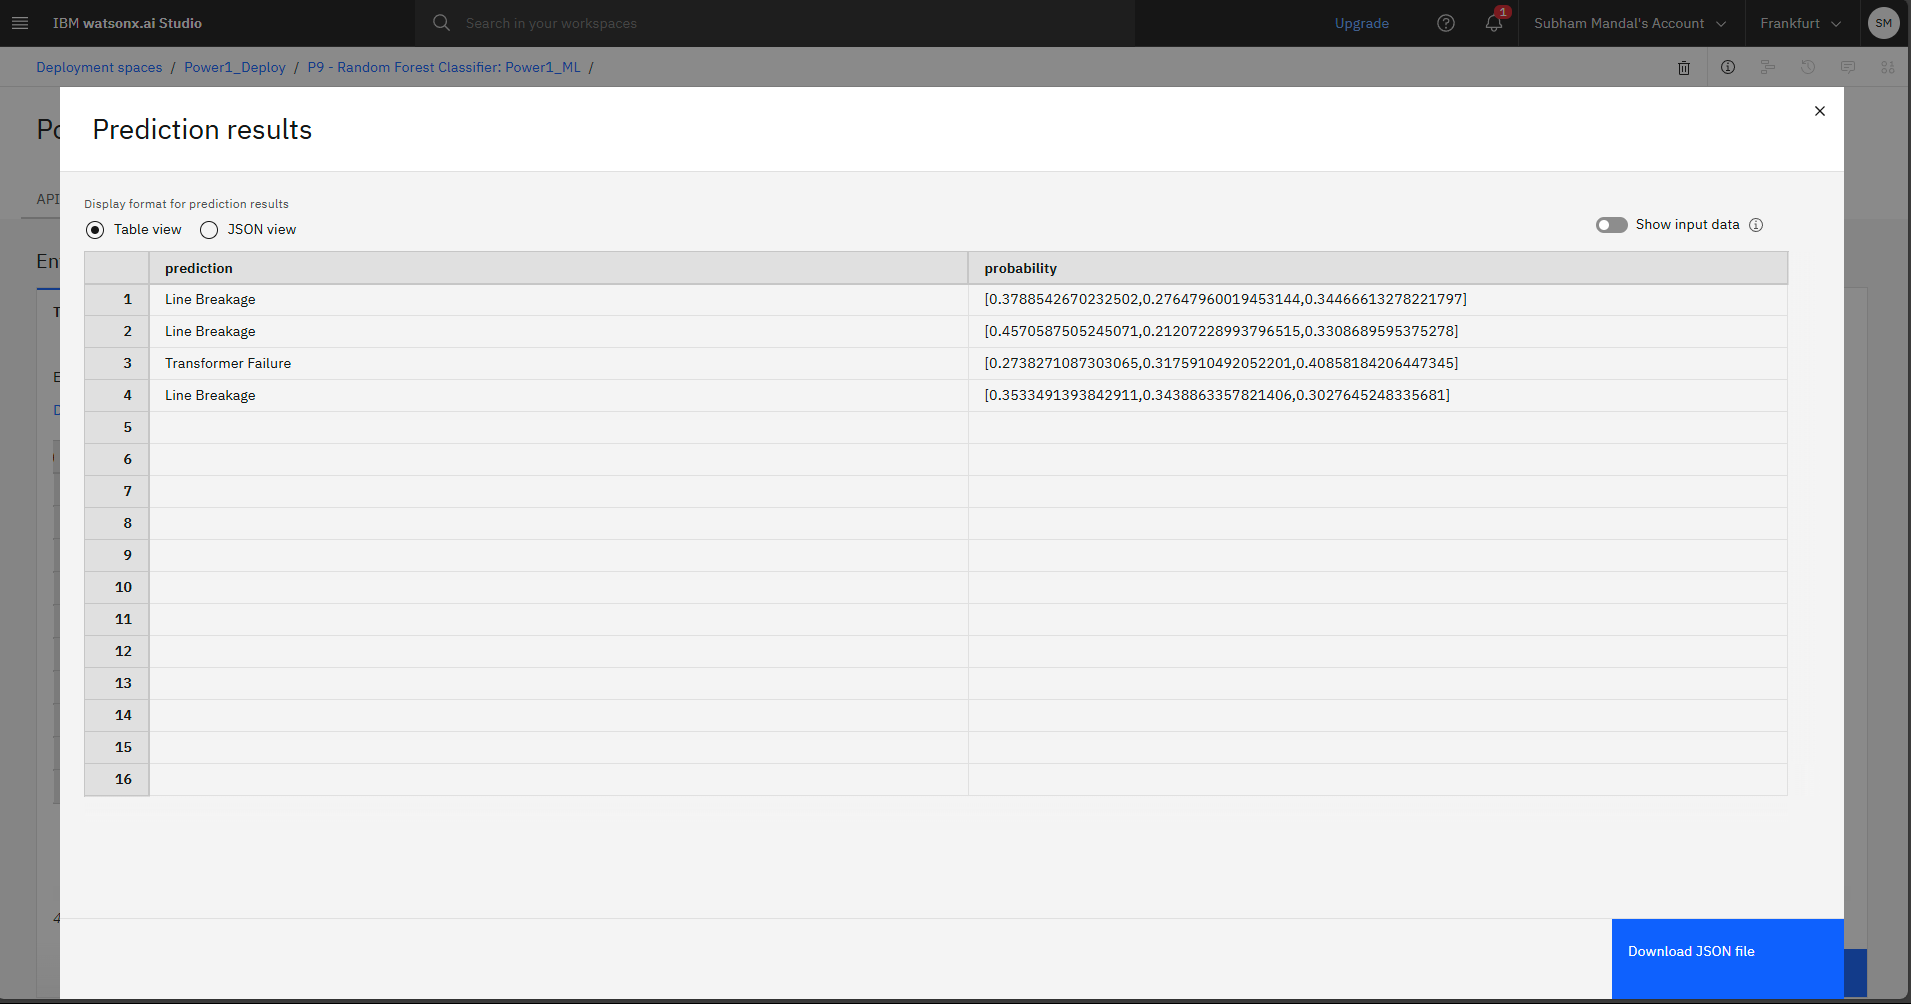 IBM watsonx.ai Studio
Search in your workspaces
Upgrade
1
Subham Mandal's Account
Frankfurt
SM
Deployment spaces / Power1_Deploy / P9 - Random Forest Classifier: Power1_ML /
Prediction results
API
Display format for prediction results
Table view
JSON view
Show input data
prediction probability
1 Line Breakage [0.3788542670232502,0.27647960019453144,0.34466613278221797]
2 Line Breakage [0.4570587505245071,0.21207228993796515,0.3308689595375278]
3 Transformer Failure [0.2738271087303065,0.3175910492052201,0.40858184206447345]
4 Line Breakage [0.3533491393842911,0.3438863357821406,0.3027645248335681]
5
6
7
8
9
10
11
12
13
14
15
16
Download JSON file